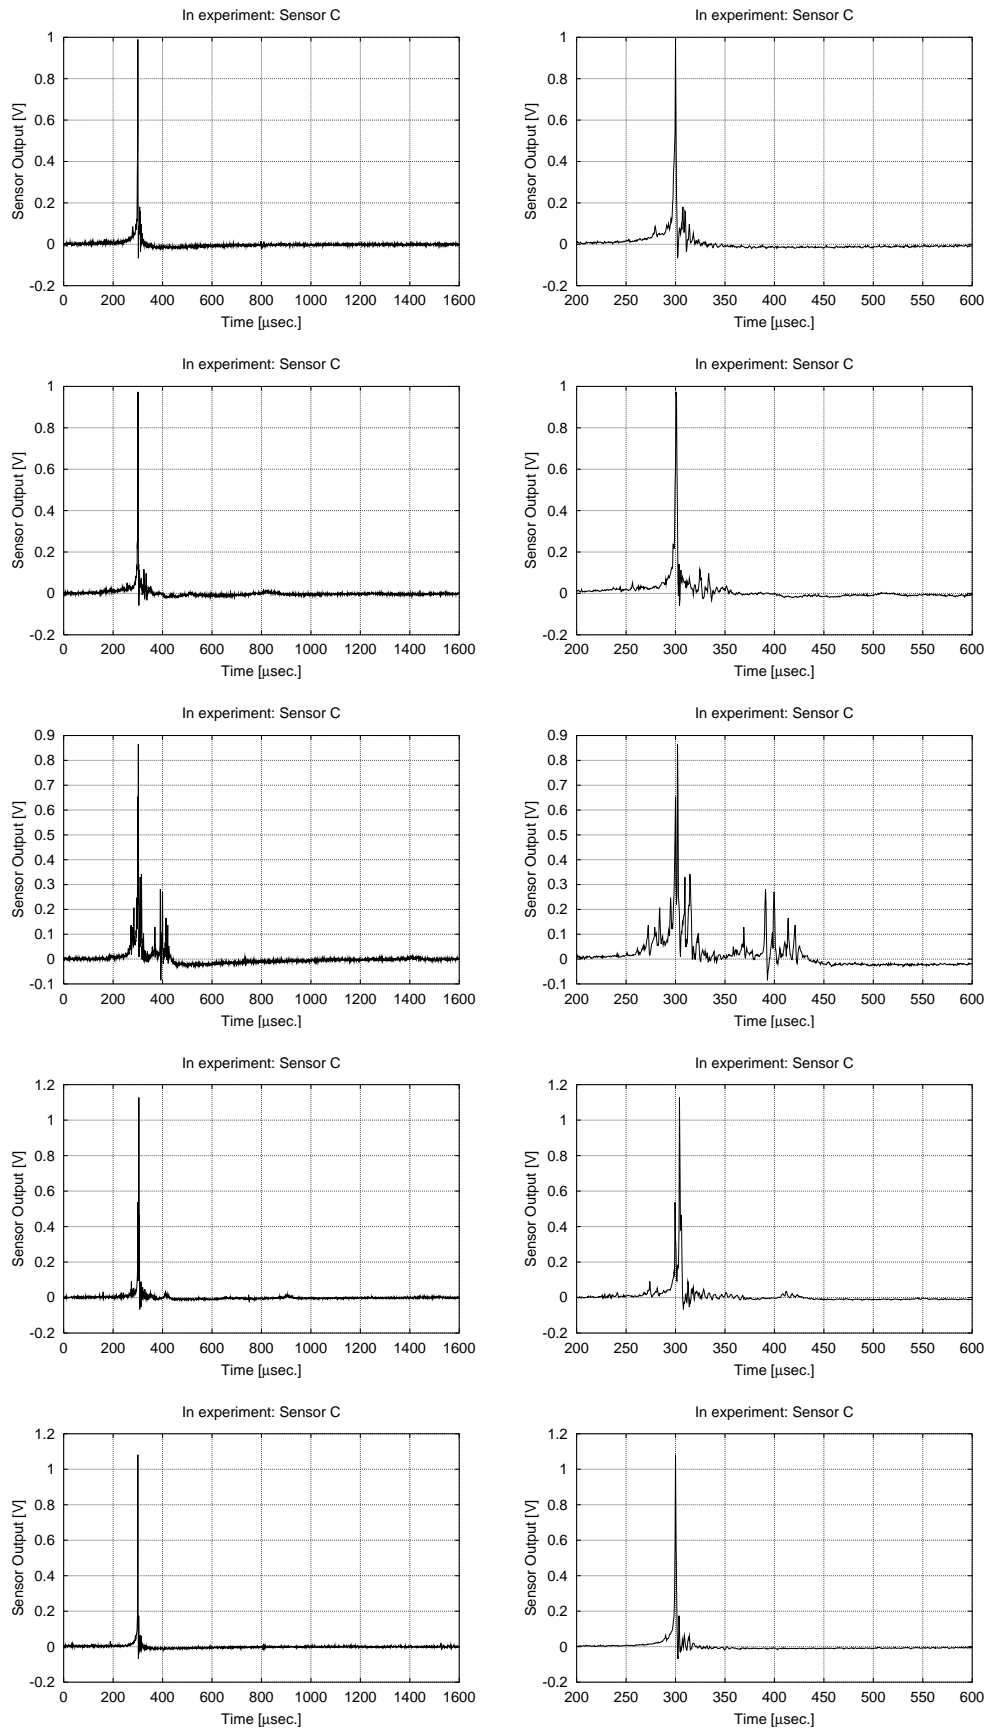 In experiment: Sensor C
1
0.8
0.6
0.4
0.2
0
-0.2
Sensor Output [V]
0 200 400 600 800 1000 1200 1400 1600
Time [μsec.]
In experiment: Sensor C
1
0.8
0.6
0.4
0.2
0
-0.2
Sensor Output [V]
200 250 300 350 400 450 500 550 600
Time [μsec.]
In experiment: Sensor C
1
0.8
0.6
0.4
0.2
0
-0.2
Sensor Output [V]
0 200 400 600 800 1000 1200 1400 1600
Time [μsec.]
In experiment: Sensor C
1
0.8
0.6
0.4
0.2
0
-0.2
Sensor Output [V]
200 250 300 350 400 450 500 550 600
Time [μsec.]
In experiment: Sensor C
0.9
0.8
0.7
0.6
0.5
0.4
0.3
0.2
0.1
0
-0.1
Sensor Output [V]
0 200 400 600 800 1000 1200 1400 1600
Time [μsec.]
In experiment: Sensor C
0.9
0.8
0.7
0.6
0.5
0.4
0.3
0.2
0.1
0
-0.1
Sensor Output [V]
200 250 300 350 400 450 500 550 600
Time [μsec.]
In experiment: Sensor C
1.2
1
0.8
0.6
0.4
0.2
0
-0.2
Sensor Output [V]
0 200 400 600 800 1000 1200 1400 1600
Time [μsec.]
In experiment: Sensor C
1.2
1
0.8
0.6
0.4
0.2
0
-0.2
Sensor Output [V]
200 250 300 350 400 450 500 550 600
Time [μsec.]
In experiment: Sensor C
1.2
1
0.8
0.6
0.4
0.2
0
-0.2
Sensor Output [V]
0 200 400 600 800 1000 1200 1400 1600
Time [μsec.]
In experiment: Sensor C
1.2
1
0.8
0.6
0.4
0.2
0
-0.2
Sensor Output [V]
200 250 300 350 400 450 500 550 600
Time [μsec.]